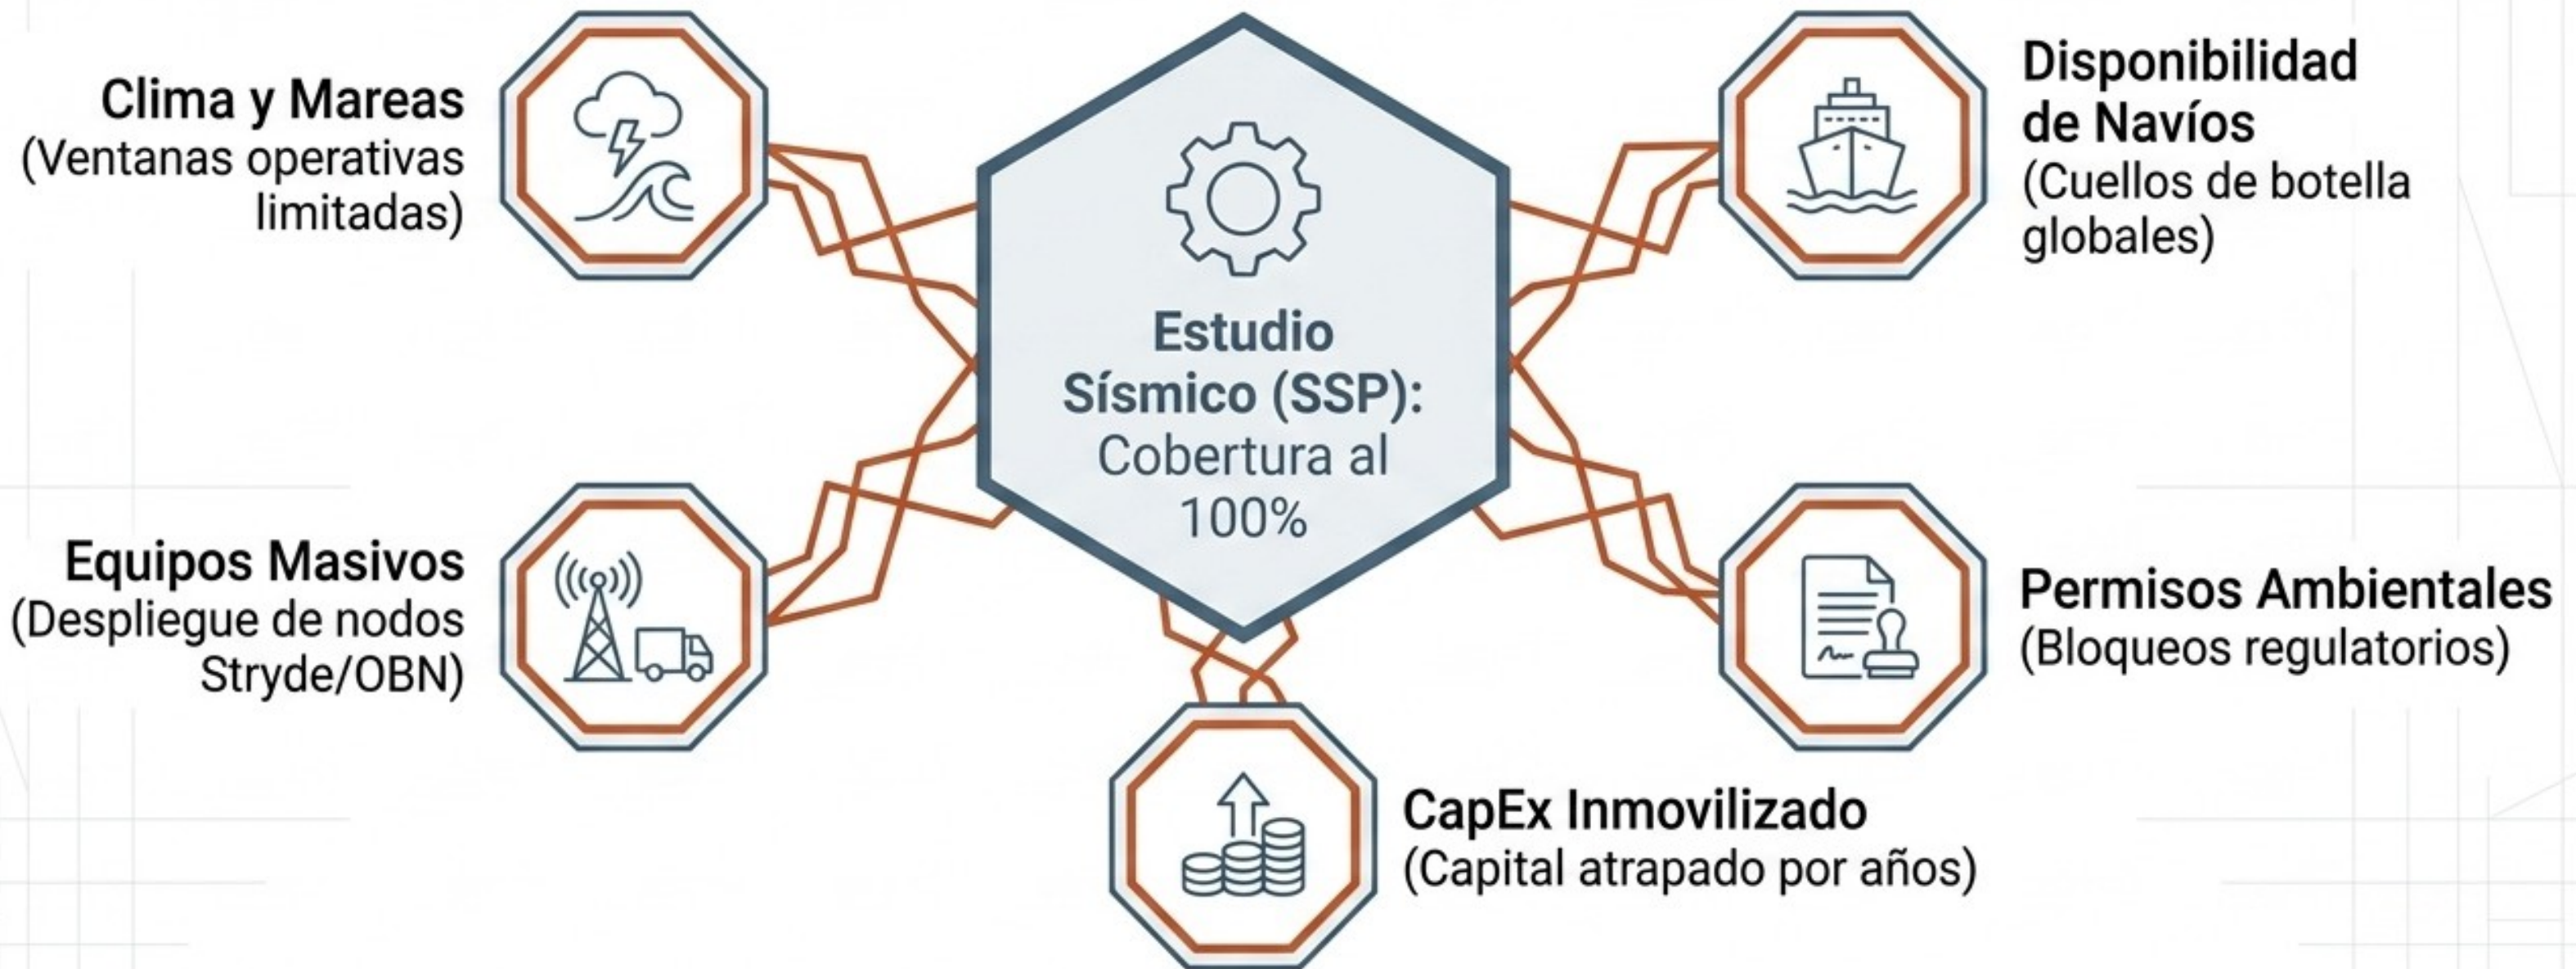 Clima y Mareas
(Ventanas operativas
limitadas)
Disponibilidad
de Navíos
(Cuellos de botella
globales)
Estudio
Sísmico (SSP):
Cobertura al
100%
Equipos Masivos
(Despliegue de nodos
Stryde/OBN)
Permisos Ambientales
(Bloqueos regulatorios)
CapEx Inmovilizado
(Capital atrapado por años)